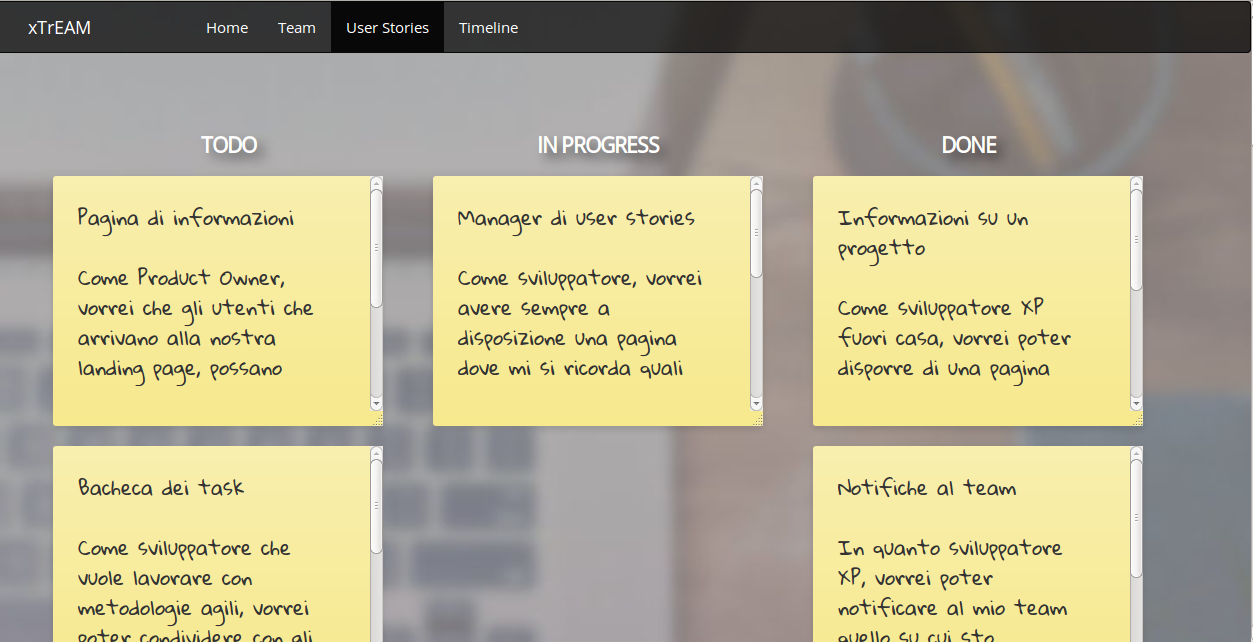 xTrEAM Home Team User Stories Timeline
TODO
Pagina di informazioni
Come Product Owner,
vorrei che gli utenti che
arrivano alla nostra
landing page, possano
Bacheca dei task
Come sviluppatore che
vuole lavorare con
metodologie agili, vorrei
poter condividere con gli
IN PROGRESS
Manager di user stories
Come sviluppatore, vorrei
avere sempre a
disposizione una pagina
dove mi si ricorda quali
DONE
Informazioni su un
progetto
Come sviluppatore XP
fuori casa, vorrei poter
disporre di una pagina
Notifiche al team
In quanto sviluppatore
XP, vorrei poter
notificare al mio team
quello su cui sto